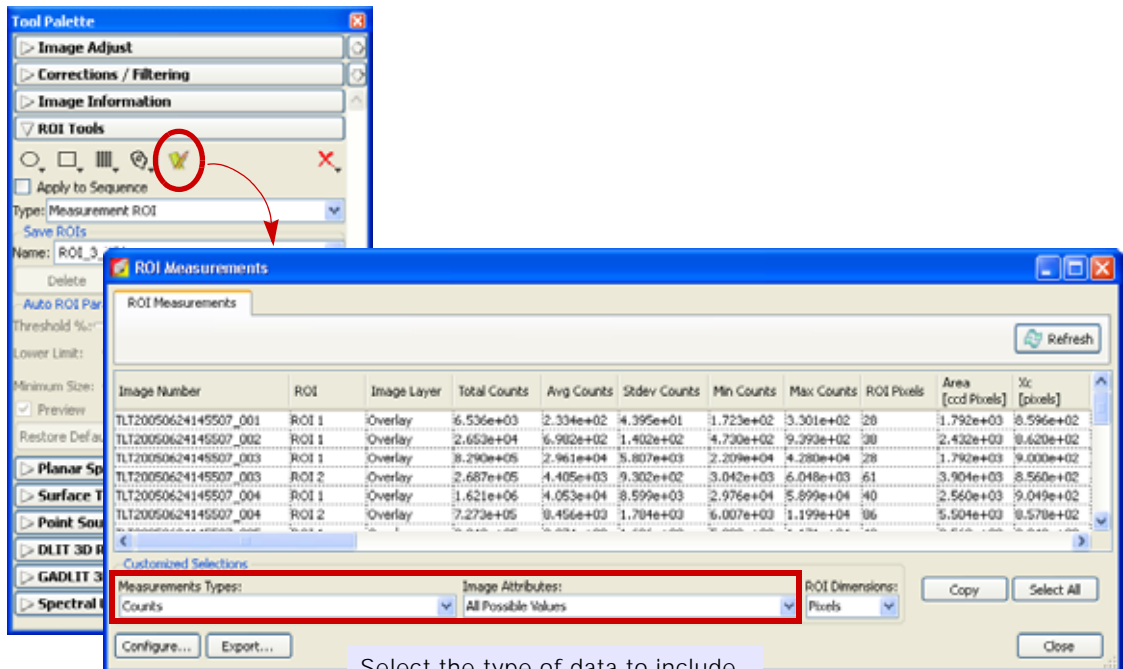 Tool Palette
Image Adjust
Corrections / Filtering
Image Information
ROI Tools
Apply to Sequence
Type: Measurement ROI
Save ROIs
Name: ROI_3_
Delete
Auto ROI Par
Threshold %:
Lower Limit:
Minimum Size:
Preview
Restore Defau
Planar Sp
Surface T
Point Sou
DLIT 3D R
GADLIT 3
Spectral
ROI Measurements
ROI Measurements
Refresh
Image Number ROI Image Layer Total Counts Avg Counts Stdev Counts Min Counts Max Counts ROI Pixels Area [ccd Pixels] Xc [pixels]
TLT20050624145507_001 ROI 1 Overlay 6.536e+03 2.334e+02 4.395e+01 1.723e+02 3.301e+02 28 1.792e+03 8.596e+02
TLT20050624145507_002 ROI 1 Overlay 2.653e+04 6.982e+02 1.402e+02 4.730e+02 9.393e+02 38 2.432e+03 8.620e+02
TLT20050624145507_003 ROI 1 Overlay 8.290e+05 2.961e+04 5.807e+03 2.209e+04 4.280e+04 28 1.792e+03 9.000e+02
TLT20050624145507_003 ROI 2 Overlay 2.687e+05 4.405e+03 9.302e+02 3.042e+03 6.048e+03 61 3.904e+03 8.560e+02
TLT20050624145507_004 ROI 1 Overlay 1.621e+06 4.053e+04 8.599e+03 2.976e+04 5.899e+04 40 2.560e+03 9.049e+02
TLT20050624145507_004 ROI 2 Overlay 7.273e+05 8.456e+03 1.784e+03 6.007e+03 1.199e+04 86 5.504e+03 8.578e+02
Customized Selections
Measurements Types: Image Attributes: ROI Dimensions:
Counts All Possible Values Pixels Copy Select All
Configure... Export... Close
Select the type of data to include